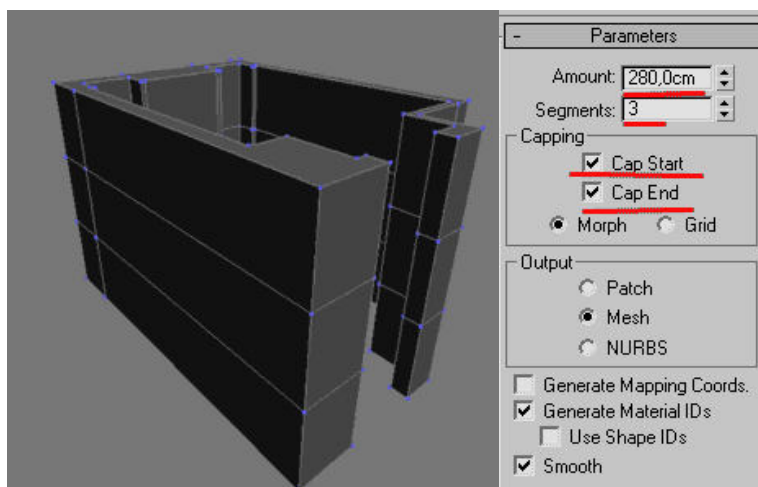 - Parameters
Amount: 280,0cm
Segments: 3
Capping
Cap Start
Cap End
Morph Grid
Output
Patch
Mesh
NURBS
Generate Mapping Coords.
Generate Material IDs
Use Shape IDs
Smooth